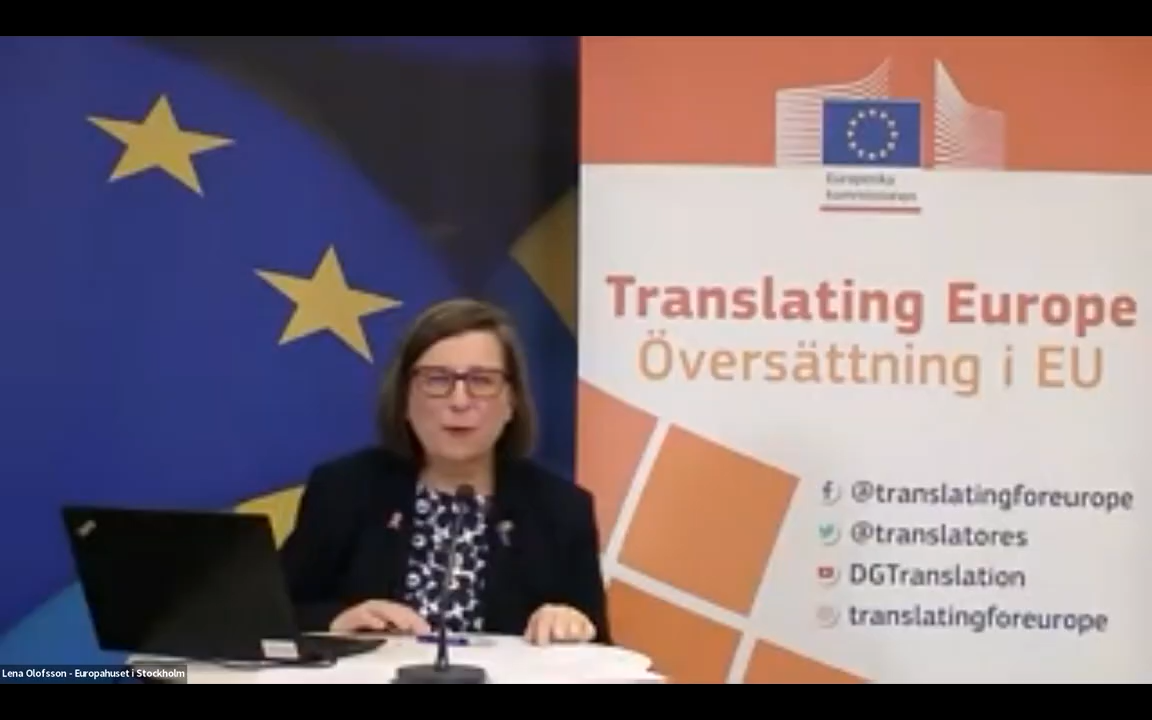 Europeiska
kommissionen
Translating Europe
Översättning i EU
@translatingforeurope
@translatores
DGTranslation
translatingforeurope
Lena Olofsson - Europahuset i Stockholm